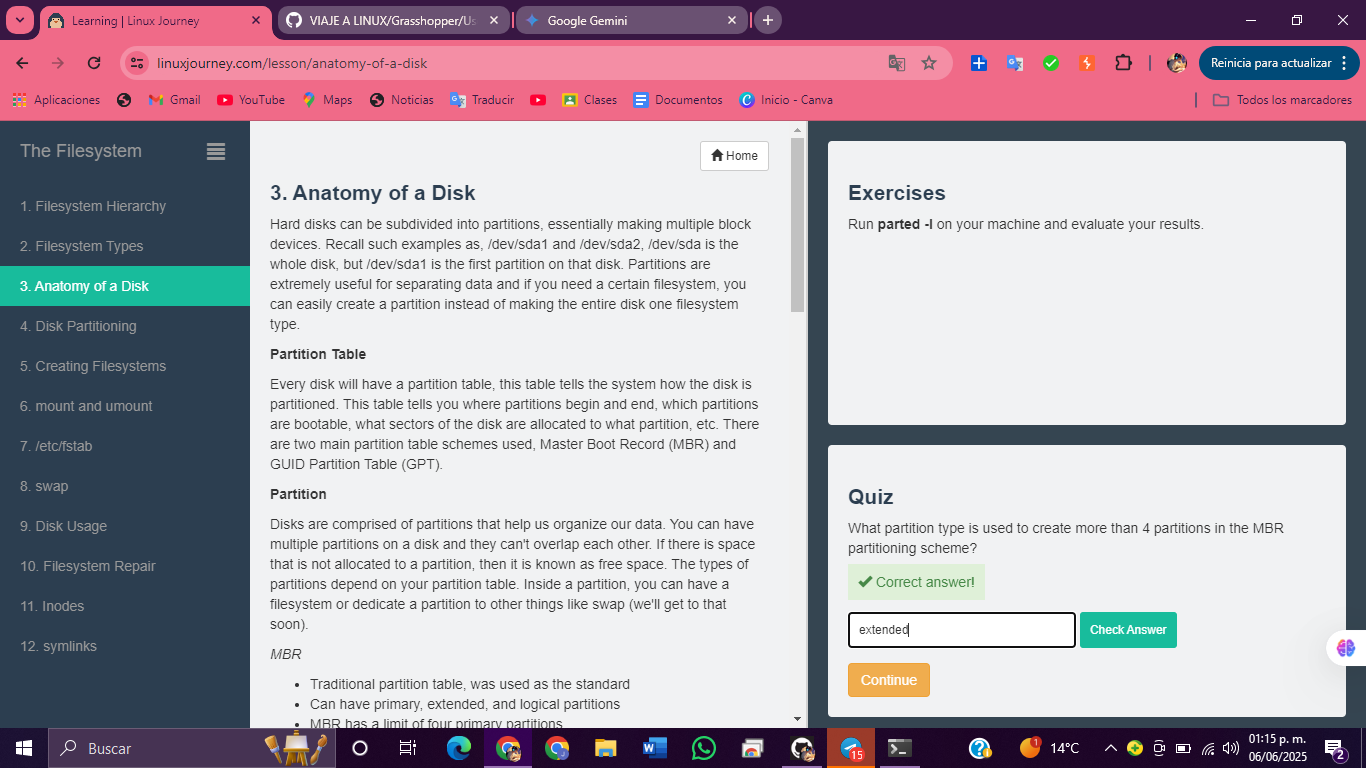 Learning | Linux Journey
VIAJE A LINUX/Grasshopper/Us
Google Gemini
linuxjourney.com/lesson/anatomy-of-a-disk
Reinicia para actualizar
Aplicaciones
Gmail
YouTube
Maps
Noticias
Traducir
Clases
Documentos
Inicio - Canva
Todos los marcadores
The Filesystem
1. Filesystem Hierarchy
2. Filesystem Types
3. Anatomy of a Disk
4. Disk Partitioning
5. Creating Filesystems
6. mount and umount
7. /etc/fstab
8. swap
9. Disk Usage
10. Filesystem Repair
11. Inodes
12. symlinks
Home
3. Anatomy of a Disk
Hard disks can be subdivided into partitions, essentially making multiple block
devices. Recall such examples as, /dev/sda1 and /dev/sda2, /dev/sda is the
whole disk, but /dev/sda1 is the first partition on that disk. Partitions are
extremely useful for separating data and if you need a certain filesystem, you
can easily create a partition instead of making the entire disk one filesystem
type.
Partition Table
Every disk will have a partition table, this table tells the system how the disk is
partitioned. This table tells you where partitions begin and end, which partitions
are bootable, what sectors of the disk are allocated to what partition, etc. There
are two main partition table schemes used, Master Boot Record (MBR) and
GUID Partition Table (GPT).
Partition
Disks are comprised of partitions that help us organize our data. You can have
multiple partitions on a disk and they can't overlap each other. If there is space
that is not allocated to a partition, then it is known as free space. The types of
partitions depend on your partition table. Inside a partition, you can have a
filesystem or dedicate a partition to other things like swap (we'll get to that
soon).
MBR
• Traditional partition table, was used as the standard
• Can have primary, extended, and logical partitions
• MBR has a limit of four primary partitions
Exercises
Run parted -l on your machine and evaluate your results.
Quiz
What partition type is used to create more than 4 partitions in the MBR
partitioning scheme?
Correct answer!
extended
Check Answer
Continue
Buscar
15
1
14°C
01:15 p. m.
06/06/2025
2